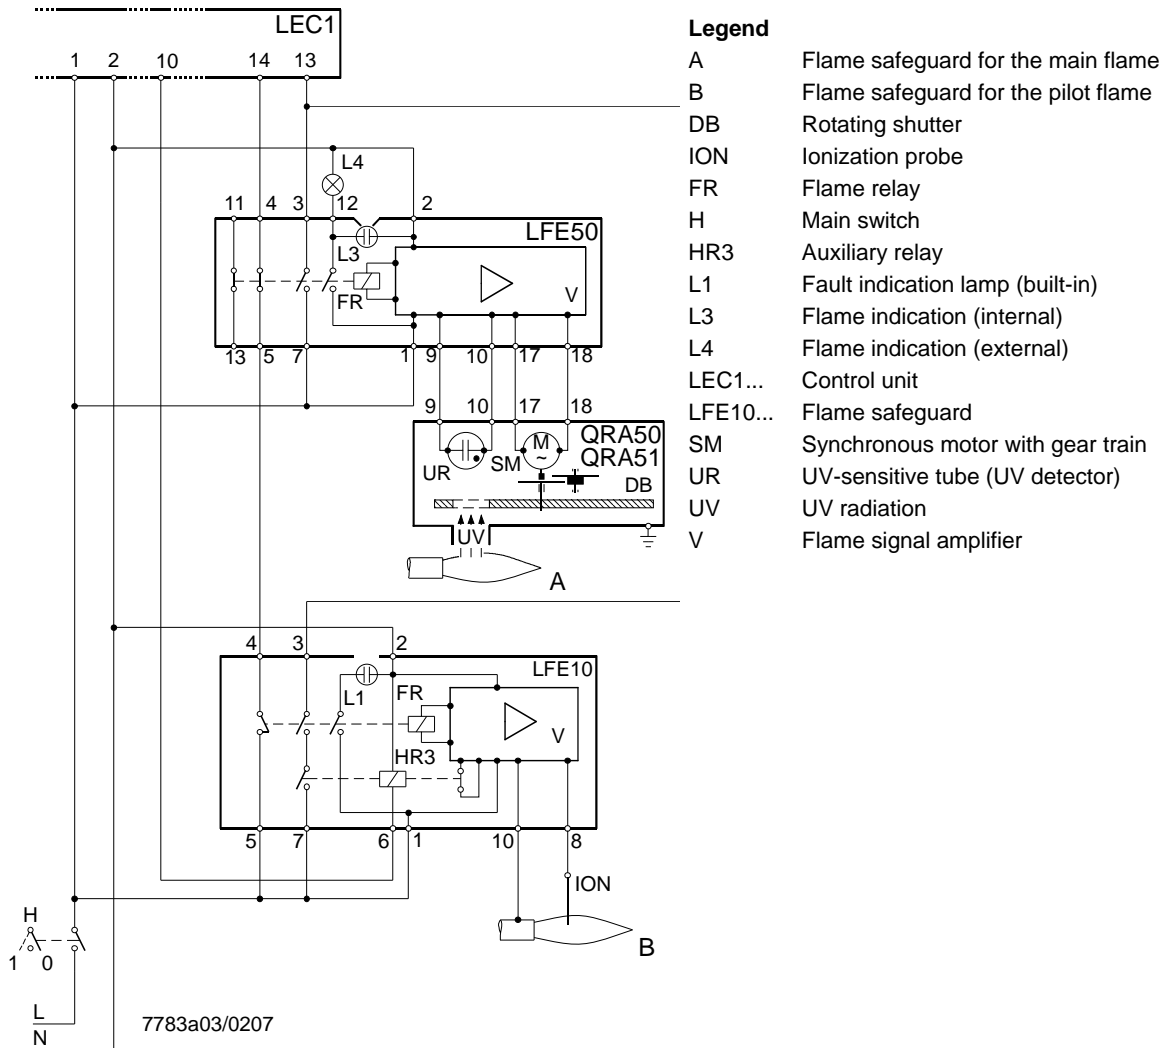 LEC1
1 2 10 14 13
L4
11 4 3 12 2
LFE50
L3
FR
V
13 5 7 1 9 10 17 18
9 10 17 18
QRA50
QRA51
M
~
UR
SM
DB
UV
A
4 3 2
LFE10
L1
FR
V
HR3
5 7 6 1 10 8
ION
B
H
1 0
L
N
7783a03/0207
Legend
A Flame safeguard for the main flame
B Flame safeguard for the pilot flame
DB Rotating shutter
ION Ionization probe
FR Flame relay
H Main switch
HR3 Auxiliary relay
L1 Fault indication lamp (built-in)
L3 Flame indication (internal)
L4 Flame indication (external)
LEC1... Control unit
LFE10... Flame safeguard
SM Synchronous motor with gear train
UR UV-sensitive tube (UV detector)
UV UV radiation
V Flame signal amplifier